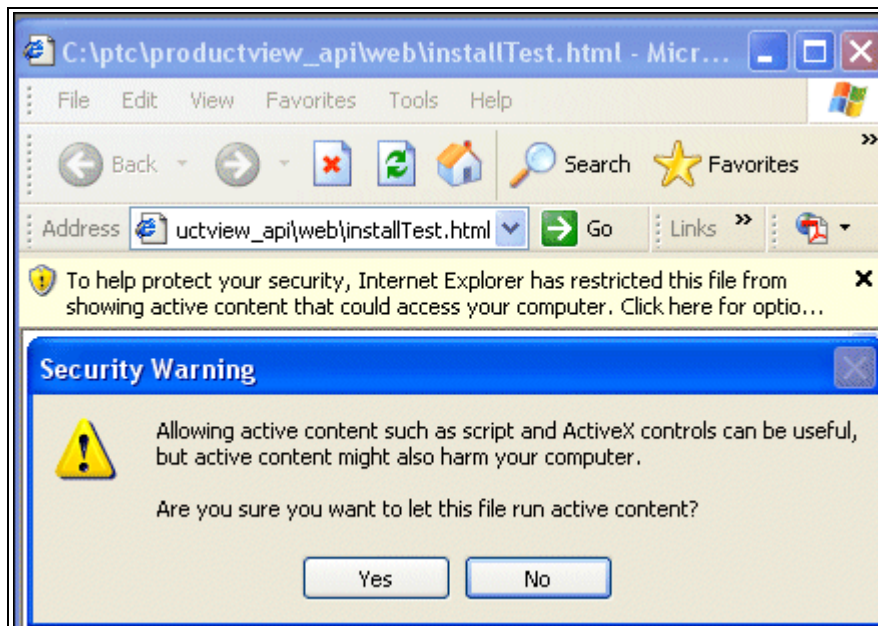 C:\ptc\productview_api\web\installTest.html - Micr...
File Edit View Favorites Tools Help
Back Search Favorites »
Address uctview_api\web\installTest.html Go Links »
To help protect your security, Internet Explorer has restricted this file from
showing active content that could access your computer. Click here for optio...
Security Warning
Allowing active content such as script and ActiveX controls can be useful,
but active content might also harm your computer.
Are you sure you want to let this file run active content?
Yes No